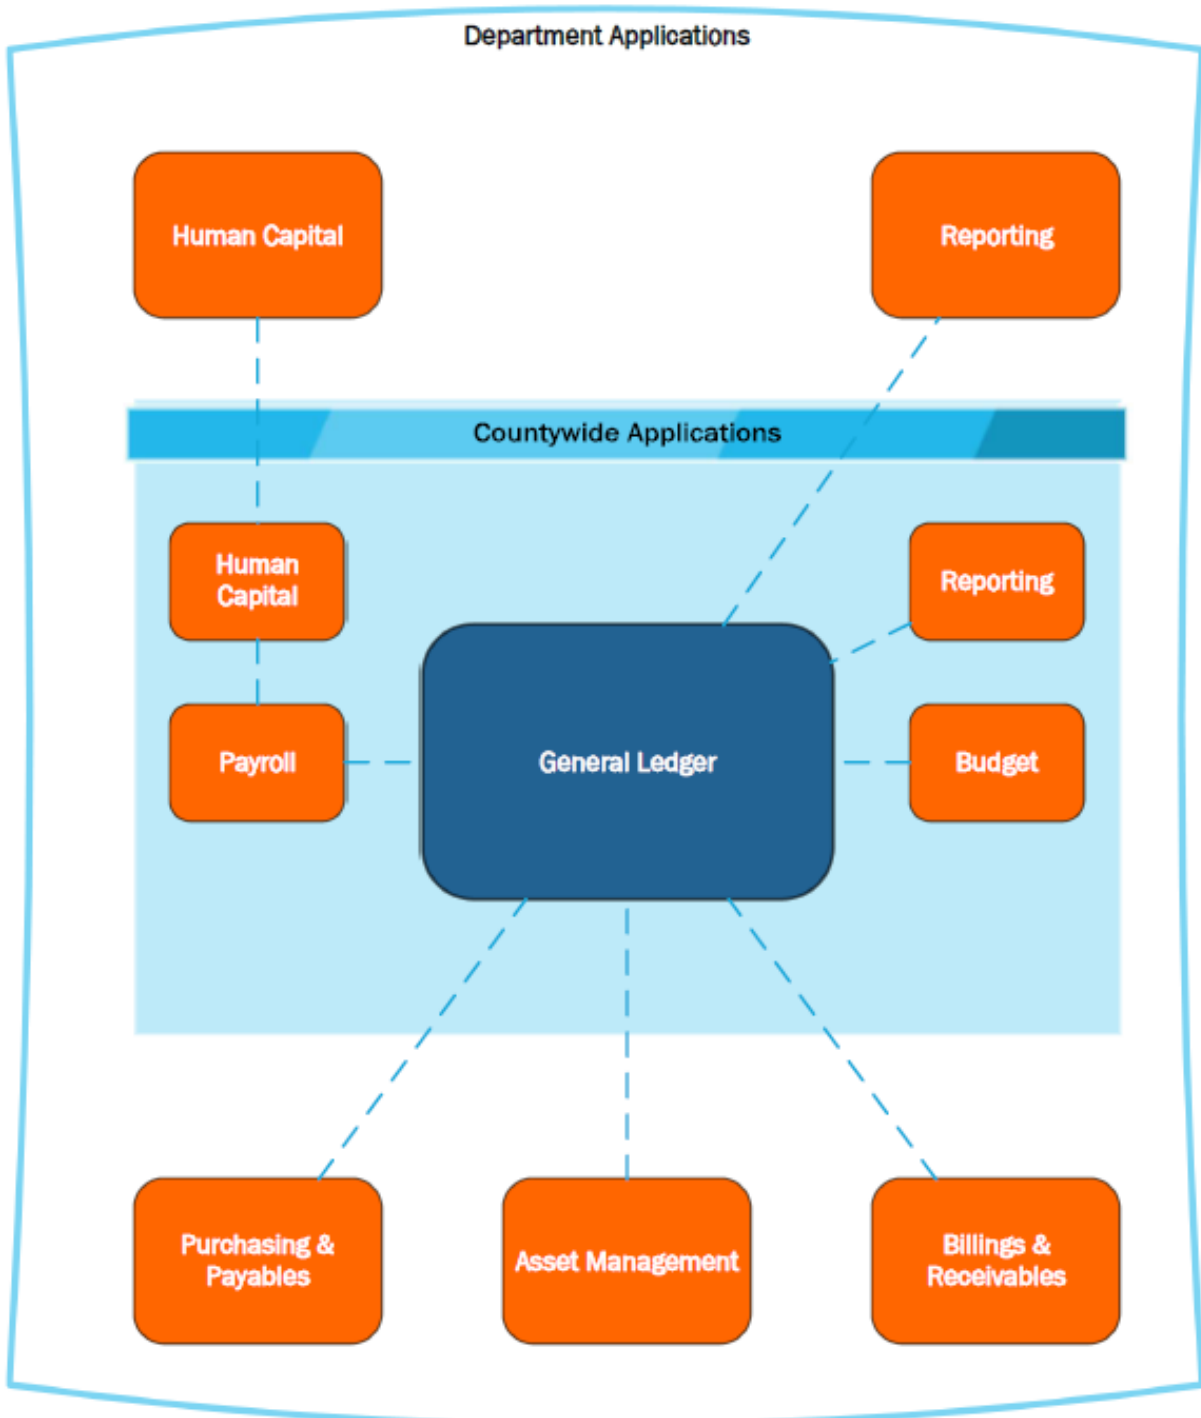 Department Applications
Human Capital
Reporting
Countywide Applications
Human
Capital
Reporting
Payroll
General Ledger
Budget
Purchasing &
Payables
Asset Management
Billings &
Receivables